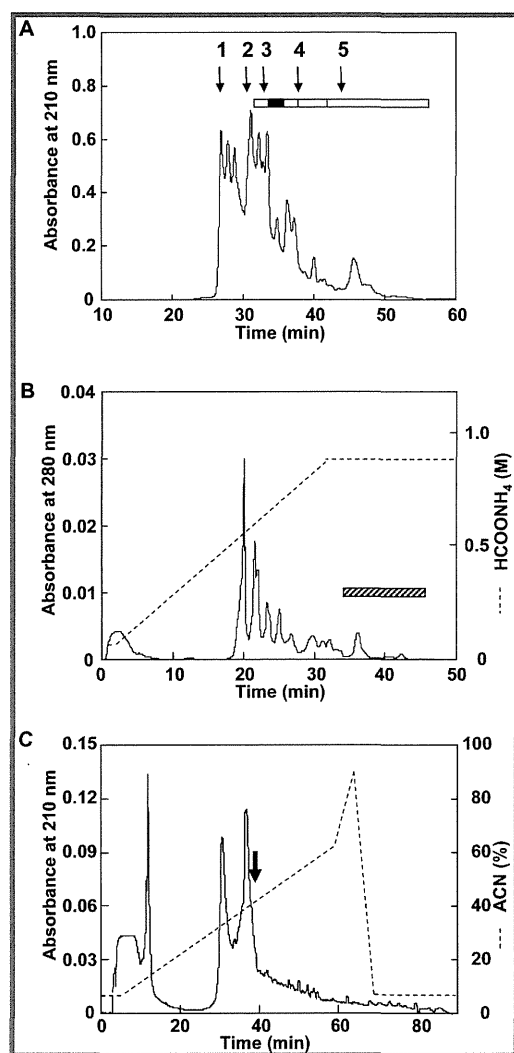 A
1 2 3 4 5
1.0
0.8
0.6
0.4
0.2
0
Absorbance at 210 nm
10 20 30 40 50 60
Time (min)
B
0.04
0.03
0.02
0.01
0
Absorbance at 280 nm
1.0
0.5
0
HCOONH4 (M)
0 10 20 30 40 50
Time (min)
C
0.15
0.12
0.09
0.06
0.03
0
Absorbance at 210 nm
100
80
60
40
20
0
ACN (%)
0 20 40 60 80
Time (min)